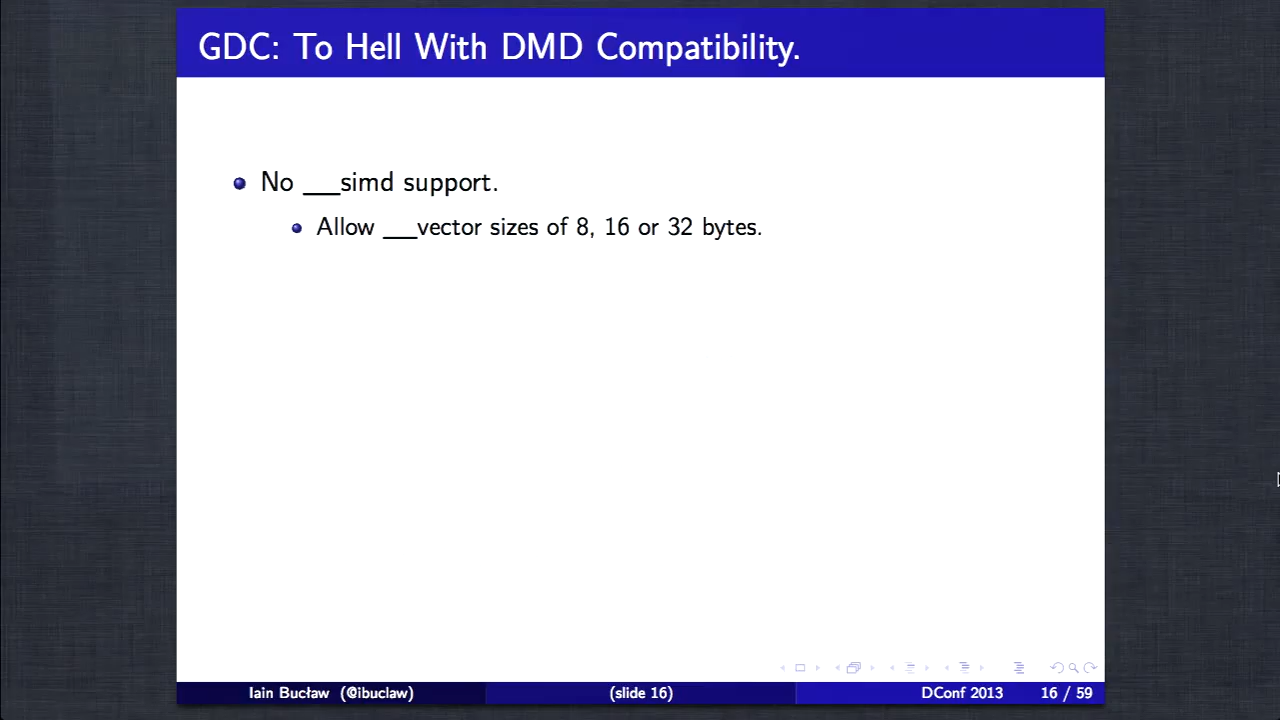 GDC: To Hell With DMD Compatibility.
No __simd support.
Allow __vector sizes of 8, 16 or 32 bytes.
Iain Bucław (@ibuclaw)
(slide 16)
DConf 2013
16 / 59